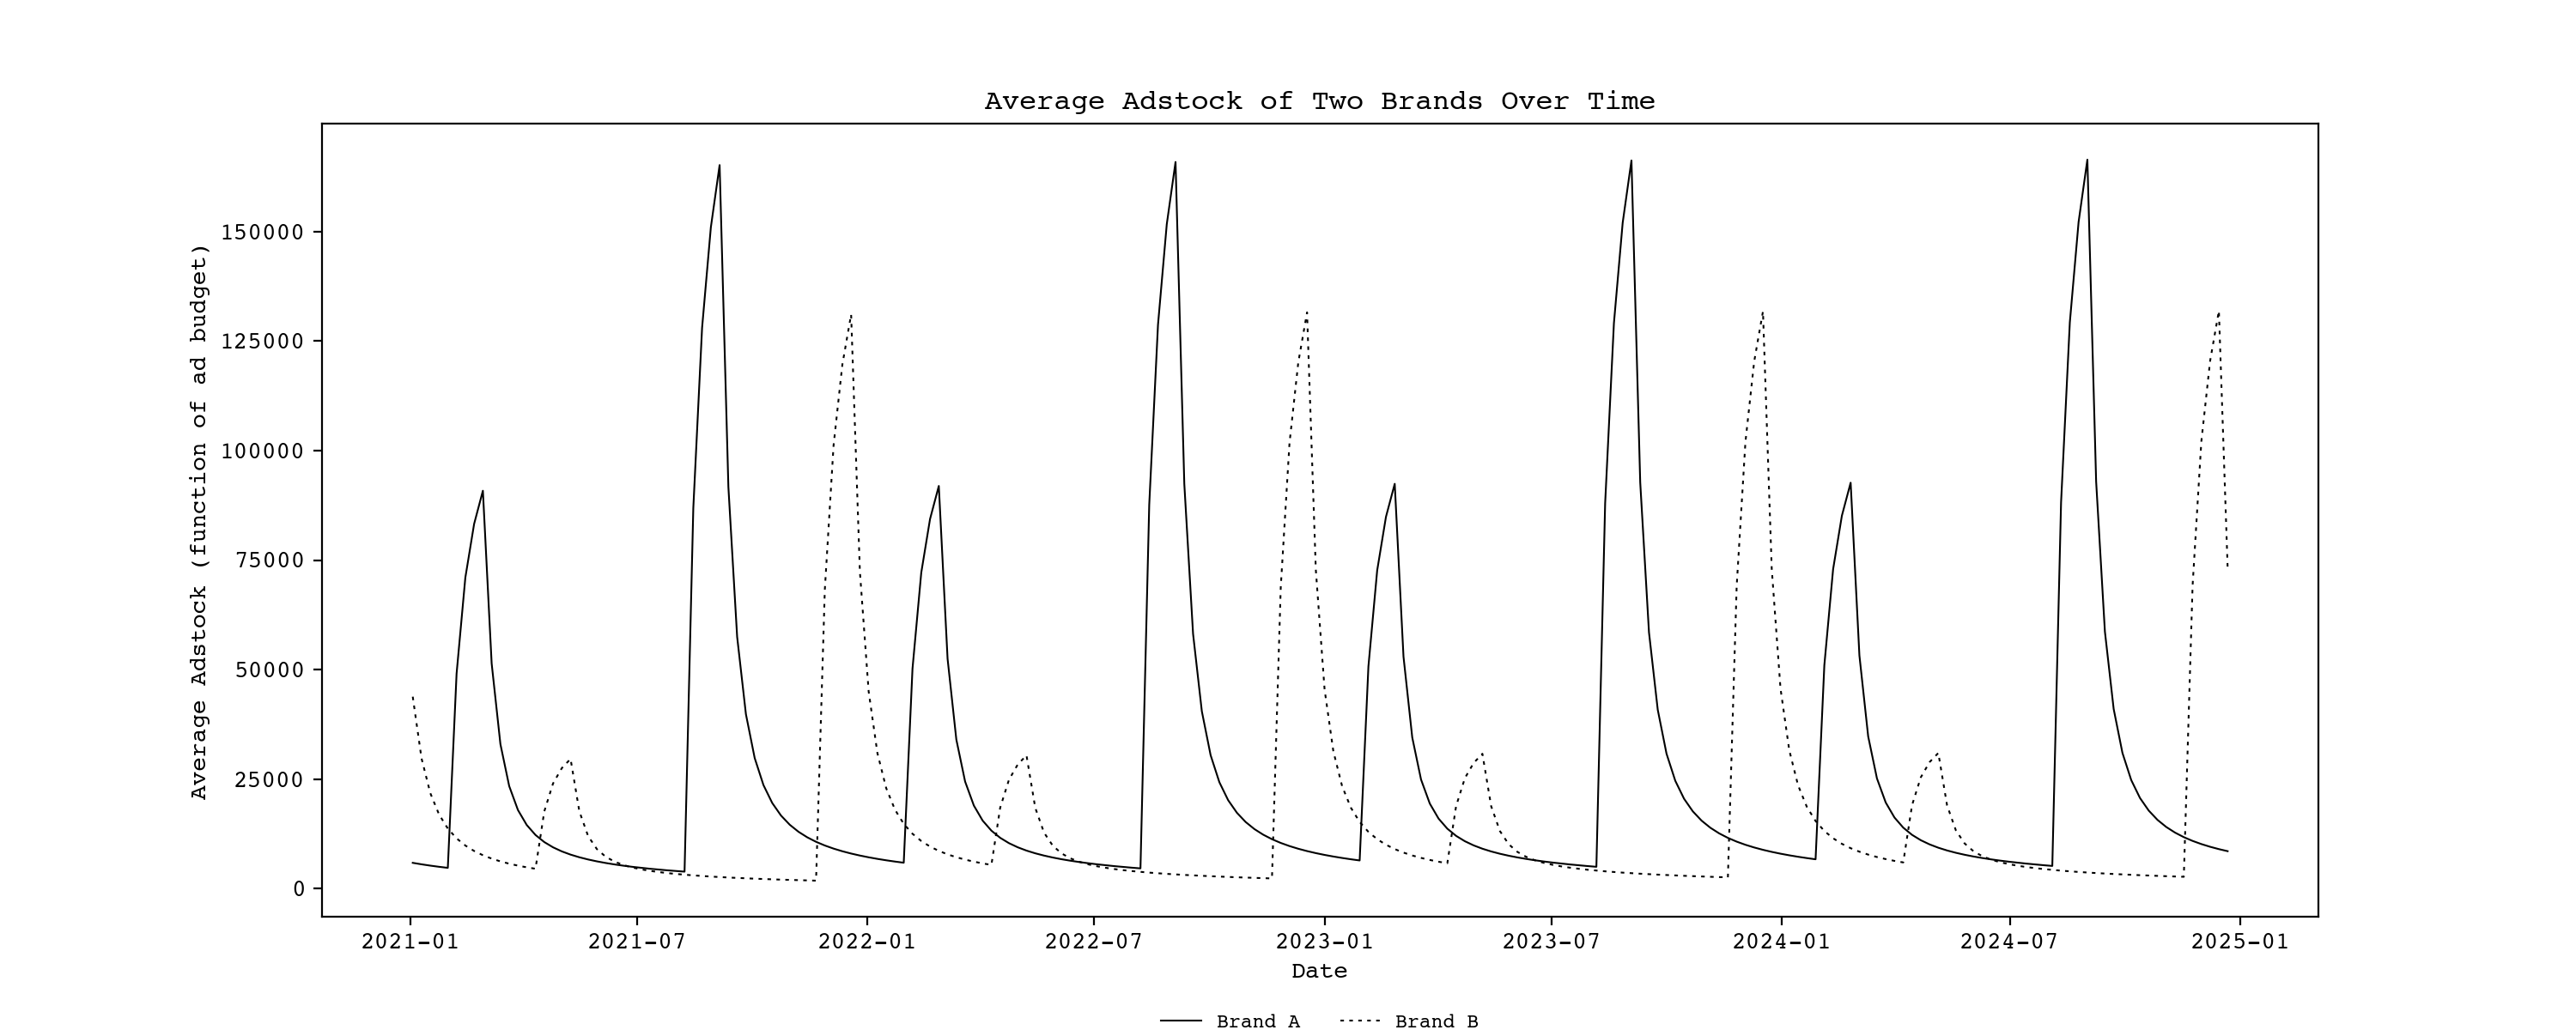 Average Adstock of Two Brands Over Time
Average Adstock (function of ad budget)
150000
125000
100000
75000
50000
25000
0
2021-01 2021-07 2022-01 2022-07 2023-01 2023-07 2024-01 2024-07 2025-01
Date
Brand A Brand B